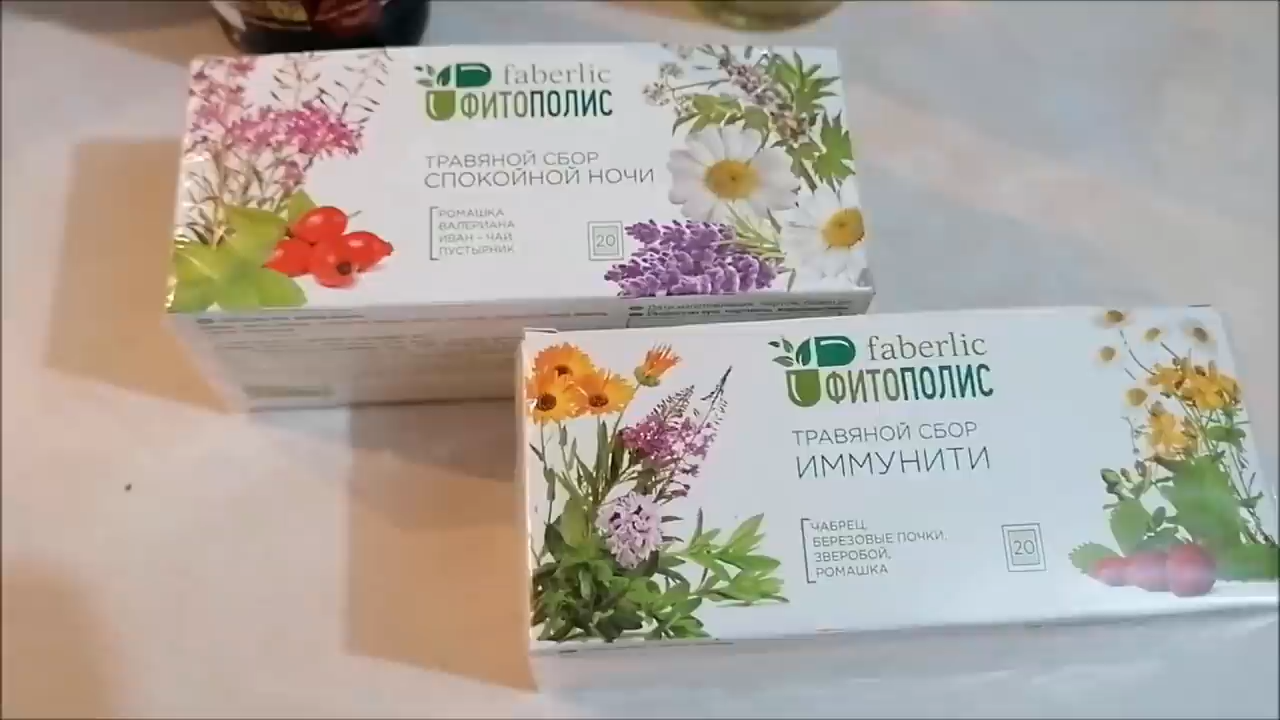 faberlic
ФИТОПОЛИС
ТРАВЯНОЙ СБОР
СПОКОЙНОЙ НОЧИ
РОМАШКА
ВАЛЕРИАНА
ИВАН - ЧАЙ
ПУСТЫРНИК
20
faberlic
ФИТОПОЛИС
ТРАВЯНОЙ СБОР
ИММУНИТИ
ЧАБРЕЦ,
БЕРЕЗОВЫЕ ПОЧКИ,
ЗВЕРОБОЙ,
РОМАШКА
20